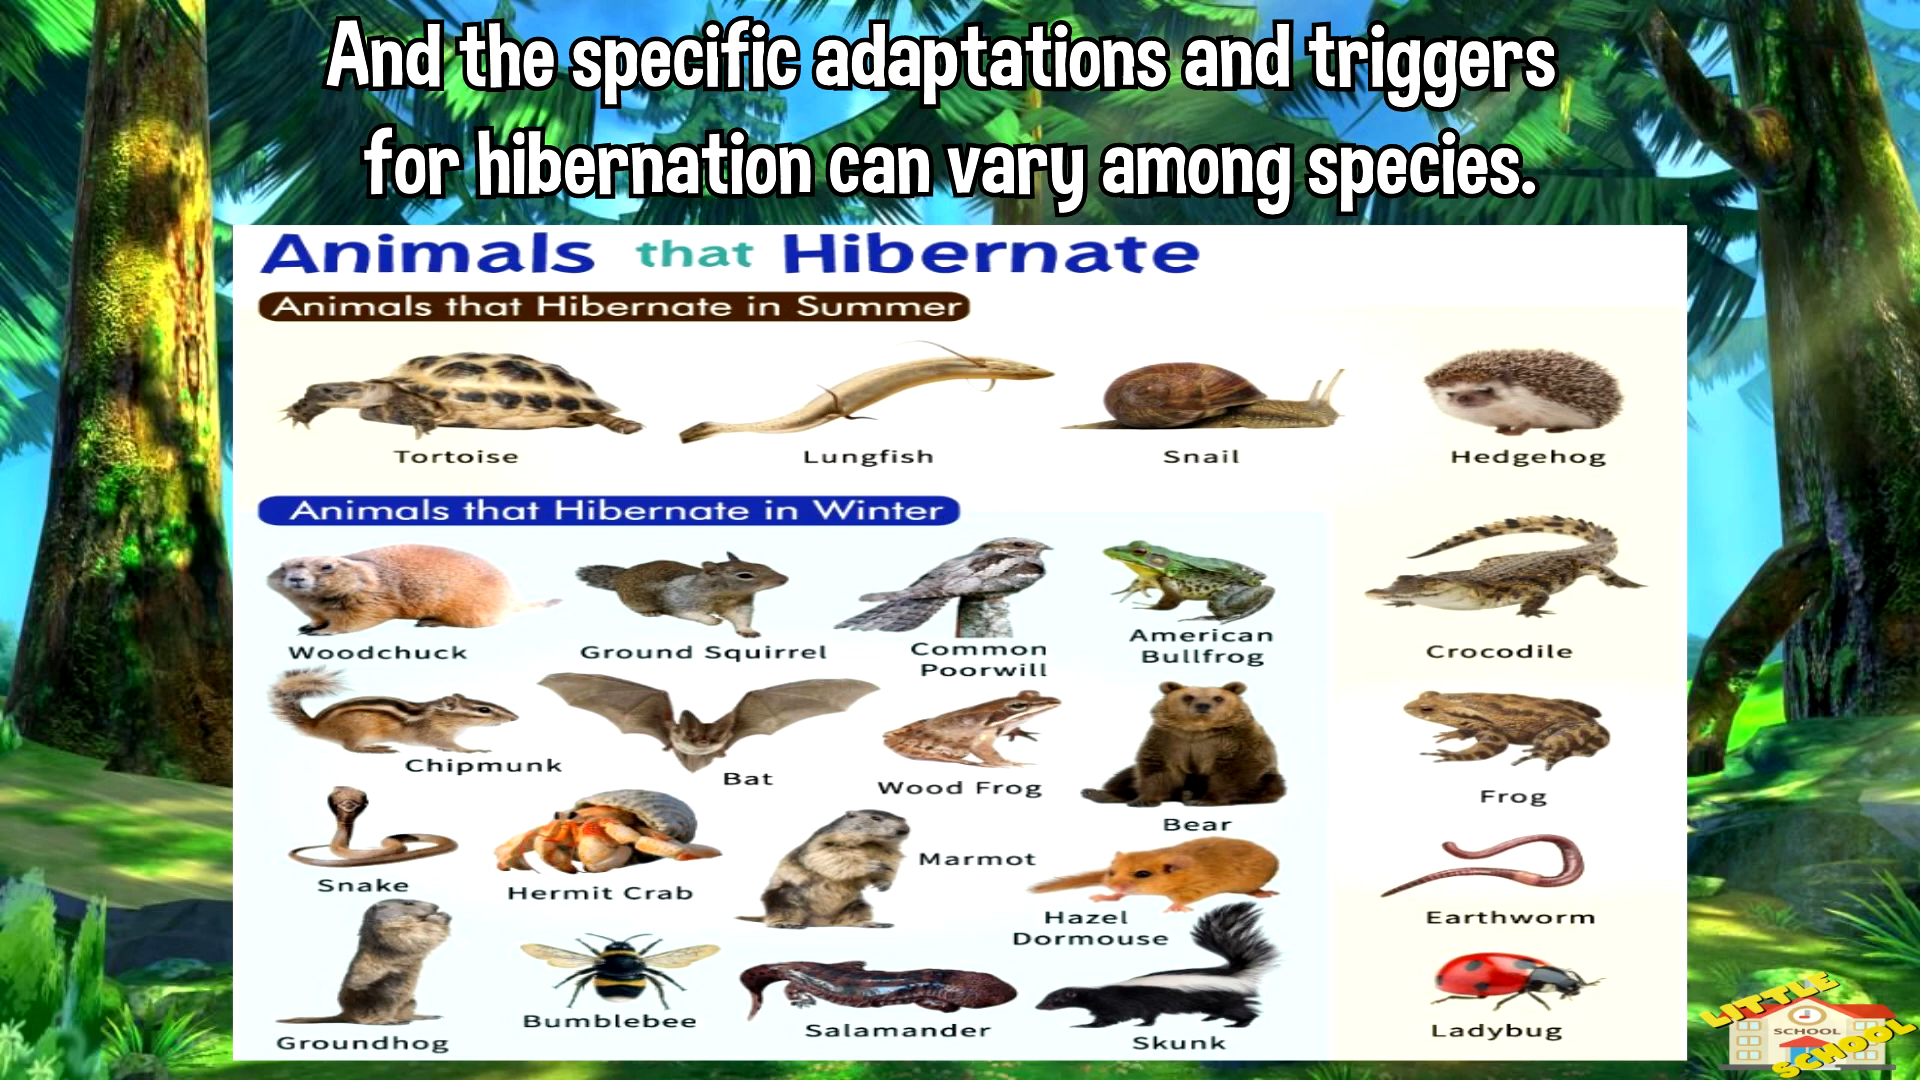 And the specific adaptations and triggers
for hibernation can vary among species.
Animals that Hibernate
Animals that Hibernate in Summer
Tortoise
Lungfish
Snail
Hedgehog
Animals that Hibernate in Winter
Woodchuck
Ground Squirrel
Common
Poorwill
American
Bullfrog
Crocodile
Chipmunk
Bat
Wood Frog
Bear
Frog
Snake
Hermit Crab
Marmot
Hazel
Dormouse
Earthworm
Groundhog
Bumblebee
Salamander
Skunk
Ladybug
LITTLE
SCHOOL
SCHOOL